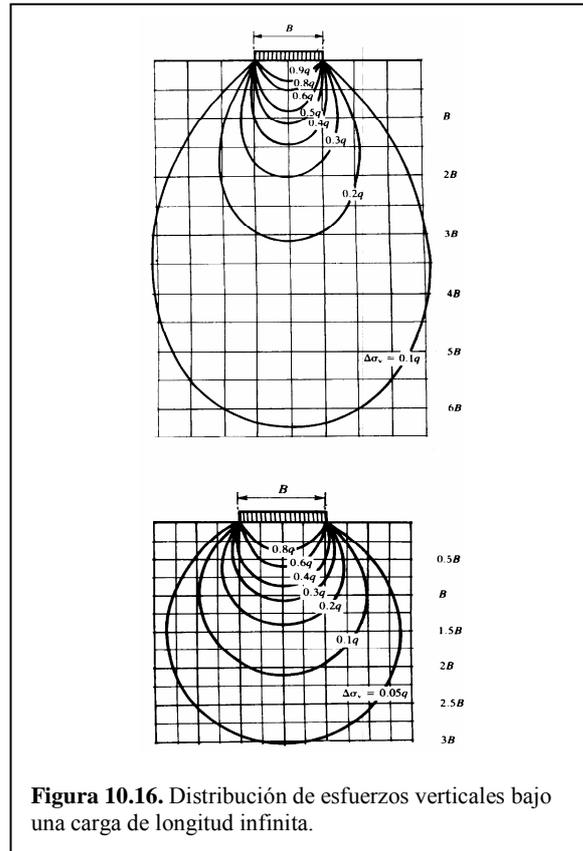 B
0.9q
0.8q
0.6q
0.5q
0.4q
0.3q
0.2q
Δσᵥ = 0.1q
B
2B
3B
4B
5B
6B
B
0.8q
0.6q
0.4q
0.3q
0.2q
0.1q
Δσᵥ = 0.05q
0.5B
B
1.5B
2B
2.5B
3B
Figura 10.16. Distribución de esfuerzos verticales bajo
una carga de longitud infinita.